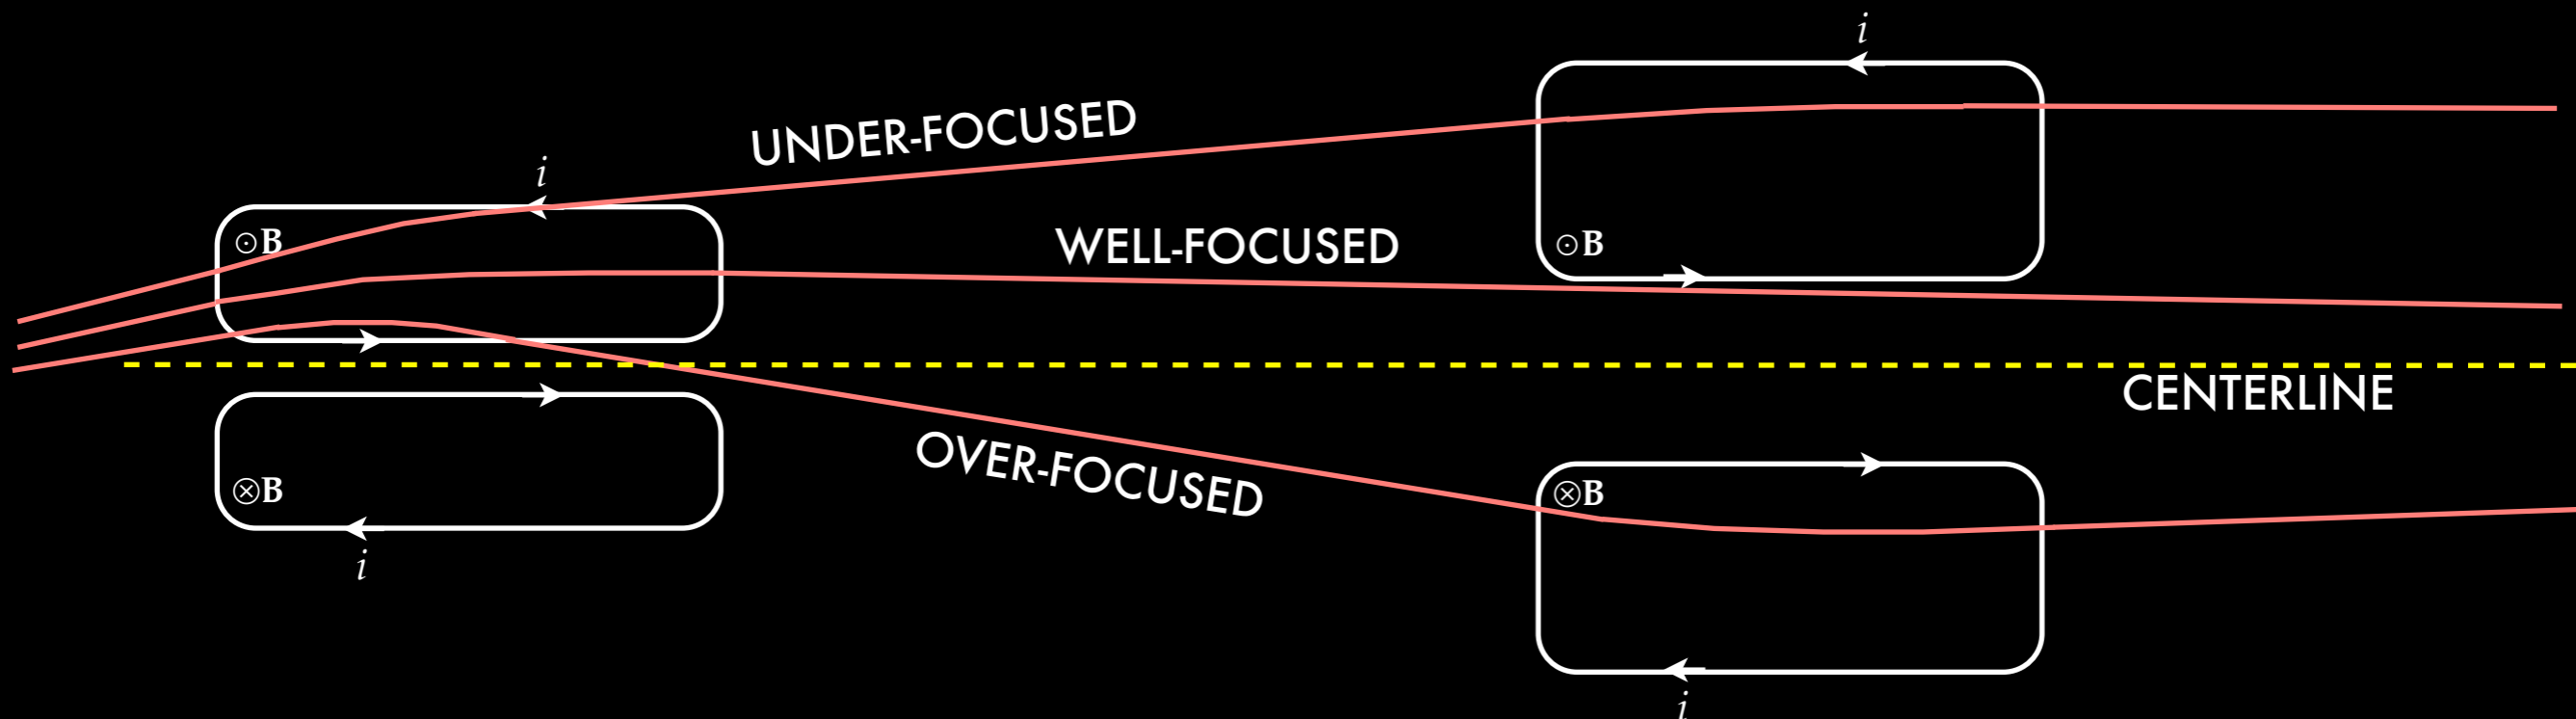 i
UNDER-FOCUSED
i
⊙B
WELL-FOCUSED
⊙B
CENTERLINE
OVER-FOCUSED
⊗B
⊗B
i
i